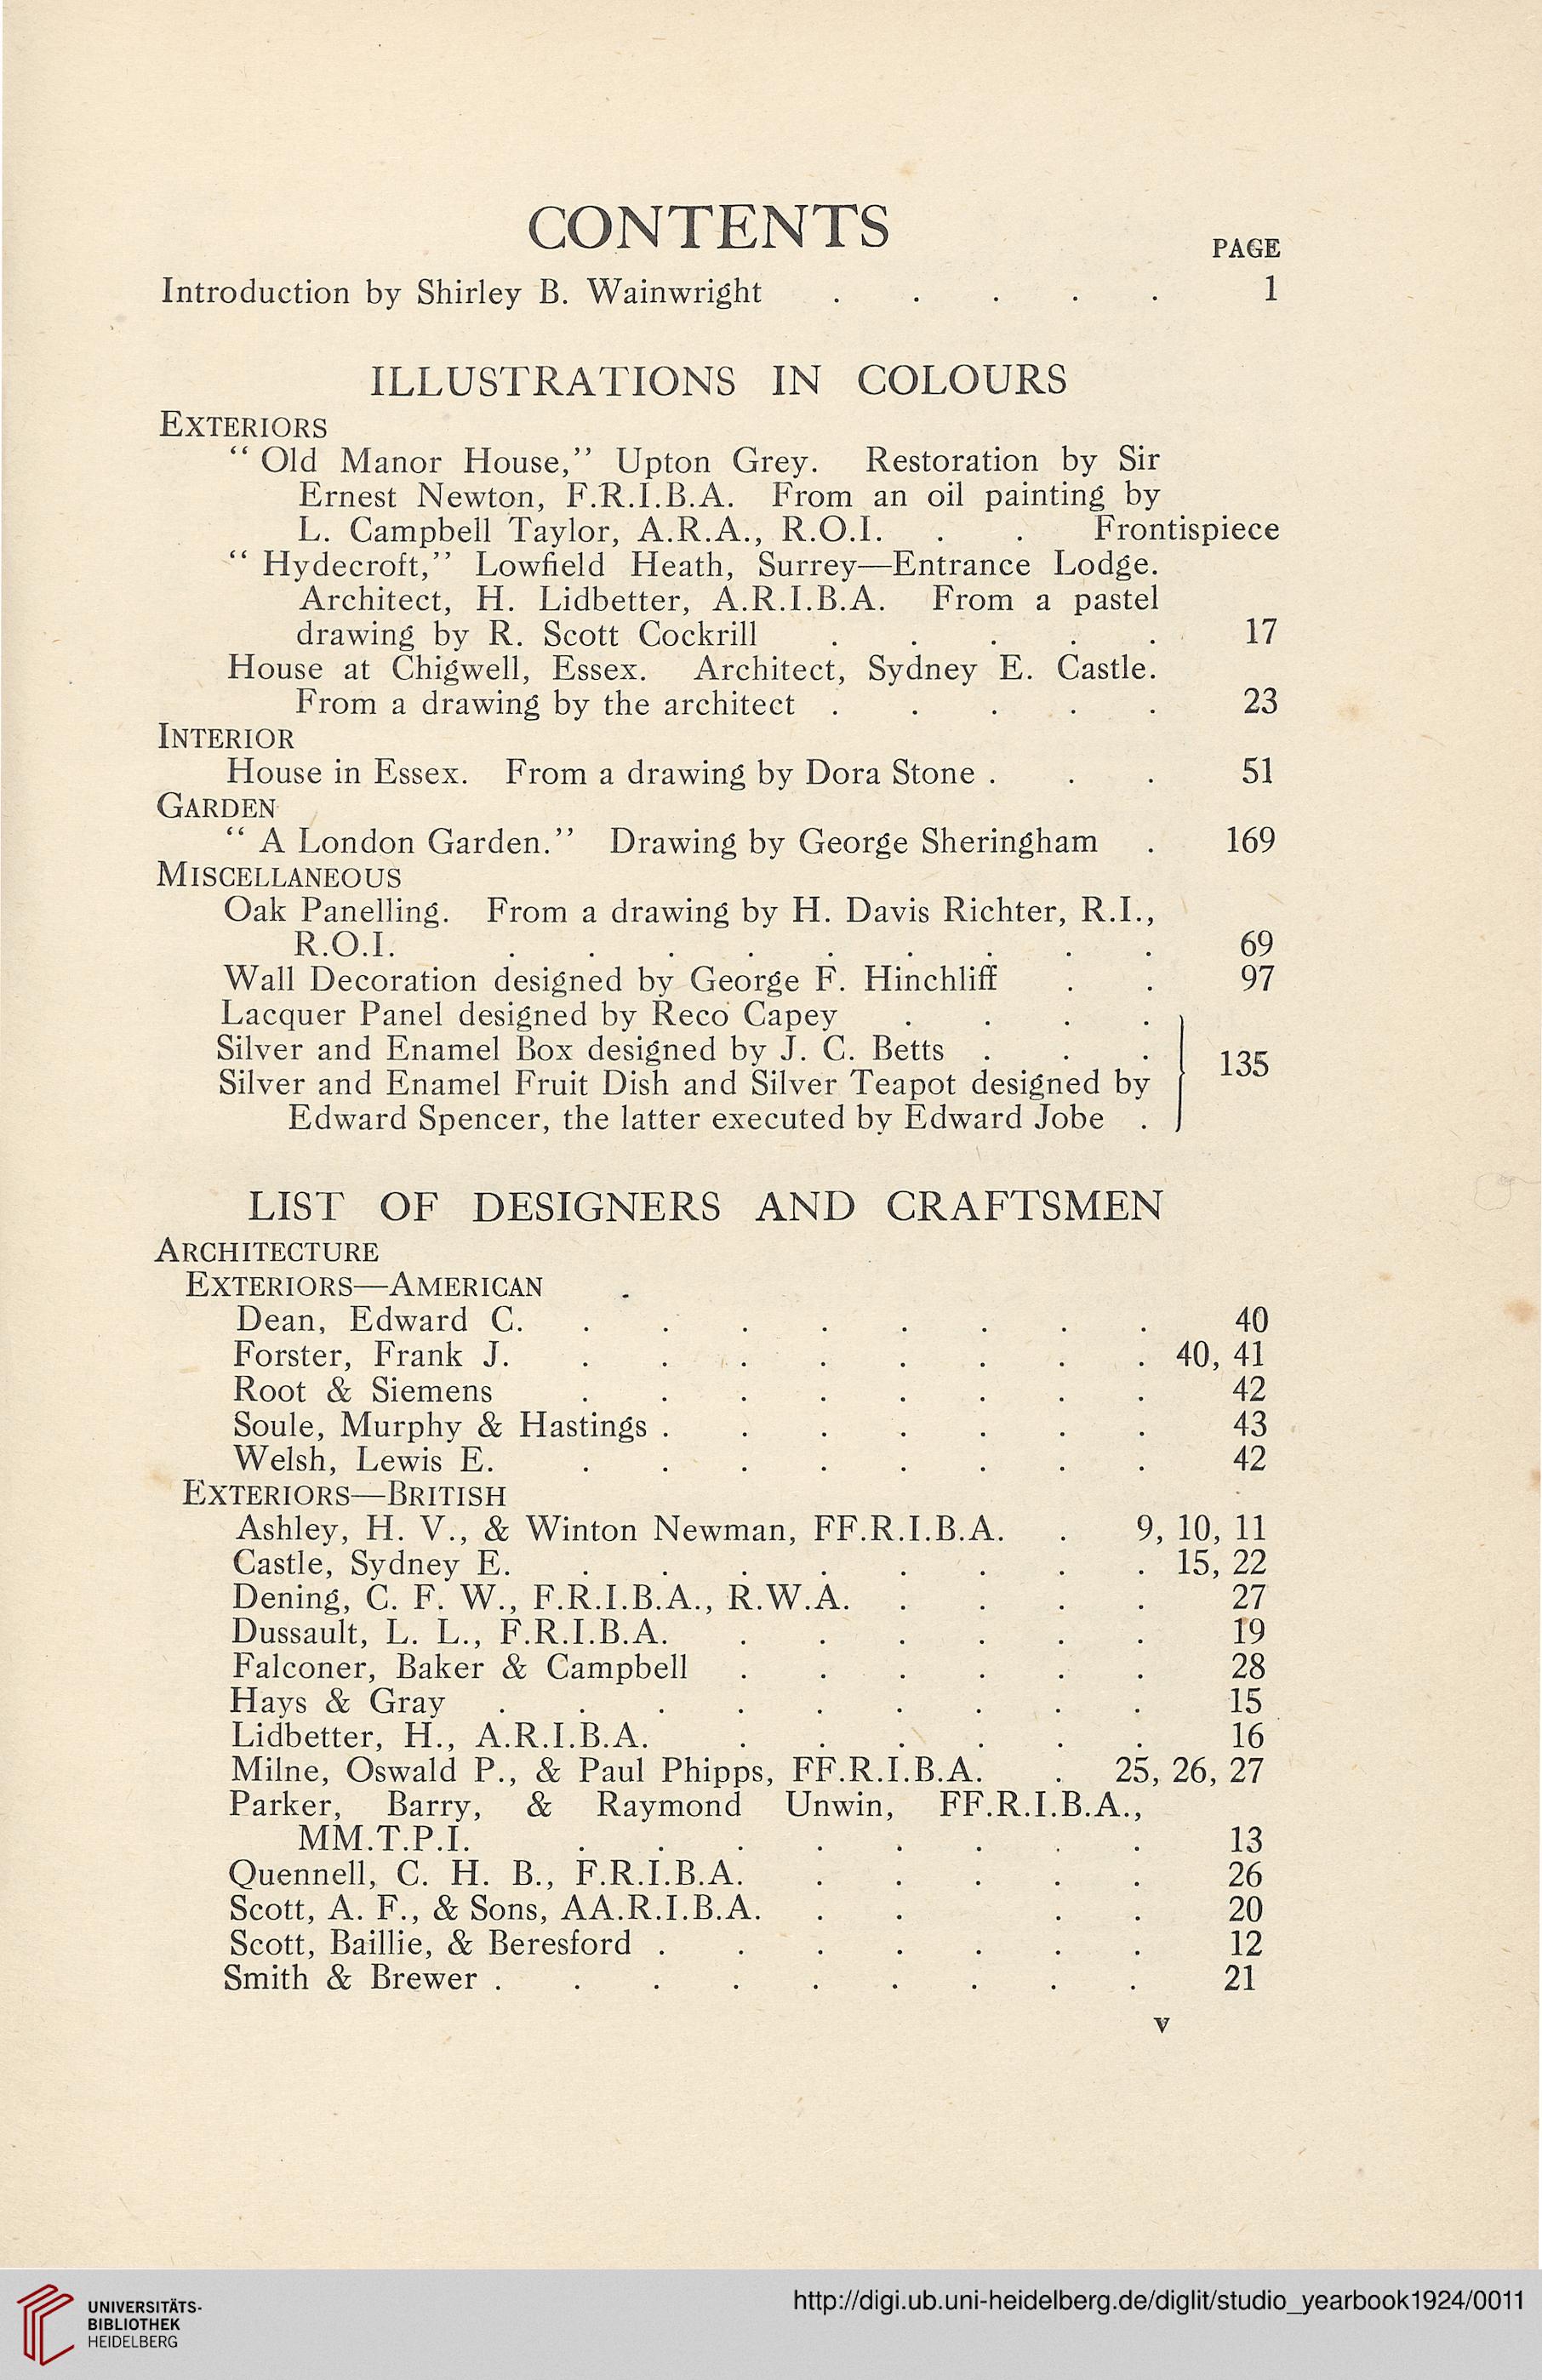 CONTENTS
PAGE
Introduction by Shirley B. Wainwright . . . . . 1
ILLUSTRATIONS IN COLOURS
EXTERIORS
“ Old Manor House,” Upton Grey. Restoration by Sir
Ernest Newton, F.R.I.B.A. From an oil painting by
L. Campbell Taylor, A.R.A., R.O.I. . . Frontispiece
“ Hydecroft,” Lowfield Heath, Surrey—Entrance Lodge.
Architect, H. Lidbetter, A.R.I.B.A. From a pastel
drawing by R. Scott Cockrill . . . . . 17
House at Chigwell, Essex. Architect, Sydney E. Castle.
From a drawing by the architect . . . . . 23
INTERIOR
House in Essex. From a drawing by Dora Stone . . . 51
GARDEN
“ A London Garden.” Drawing by George Sheringham . 169
MISCELLANEOUS
Oak Panelling. From a drawing by H. Davis Richter, R.I.,
R.O.I. . . . . . . . . . 69
Wall Decoration designed by George F. Hinchliff . . 97
Lacquer Panel designed by Reco Capey . . . .
Silver and Enamel Box designed by J. C. Betts . . .
135
Silver and Enamel Fruit Dish and Silver Teapot designed by
Edward Spencer, the latter executed by Edward Jobe .
LIST OF DESIGNERS AND CRAFTSMEN
ARCHITECTURE
EXTERIORS—AMERICAN
Dean, Edward C. . . . . . . . . 40
Forster, Frank J. . . . . . . . . 40, 41
Root & Siemens . . . . . . . . 42
Soule, Murphy & Hastings . . . . . . . 43
Welsh, Lewis E. . . . . . . . . 42
EXTERIORS—BRITISH
Ashley, H. V., & Winton Newman, FF.R.I.B.A. . 9, 10, 11
Castle, Sydney E. . . . . . . . . 15, 22
Dening, C. F. W., F.R.I.B.A., R.W.A. . . . . 27
Dussault, L. L., F.R.I.B.A. . . . . . . 19
Falconer, Baker & Campbell . . . . . . 28
Hays & Gray . . . . . . . . . 15
Lidbetter, H., A.R.I.B.A. . . . . . . 16
Milne, Oswald P., & Paul Phipps, FF.R.I.B.A. . 25, 26, 27
Parker, Barry, & Raymond Unwin, FF.R.I.B.A.,
MM.T.P.I. . . . . . . . . 13
Quennell, C. H. B., F.R.I.B.A. . . . . . 26
Scott, A. F., & Sons, AA.R.I.B.A. . . . . 20
Scott, Baillie, & Beresford . . . . . . . 12
Smith & Brewer . . . . . . . . . 21
v
UNIVERSITÄTS-
BIBLIOTHEK
HEIDELBERG
http://digi.ub.uni-heidelberg.de/diglit/studio_yearbook1924/0011